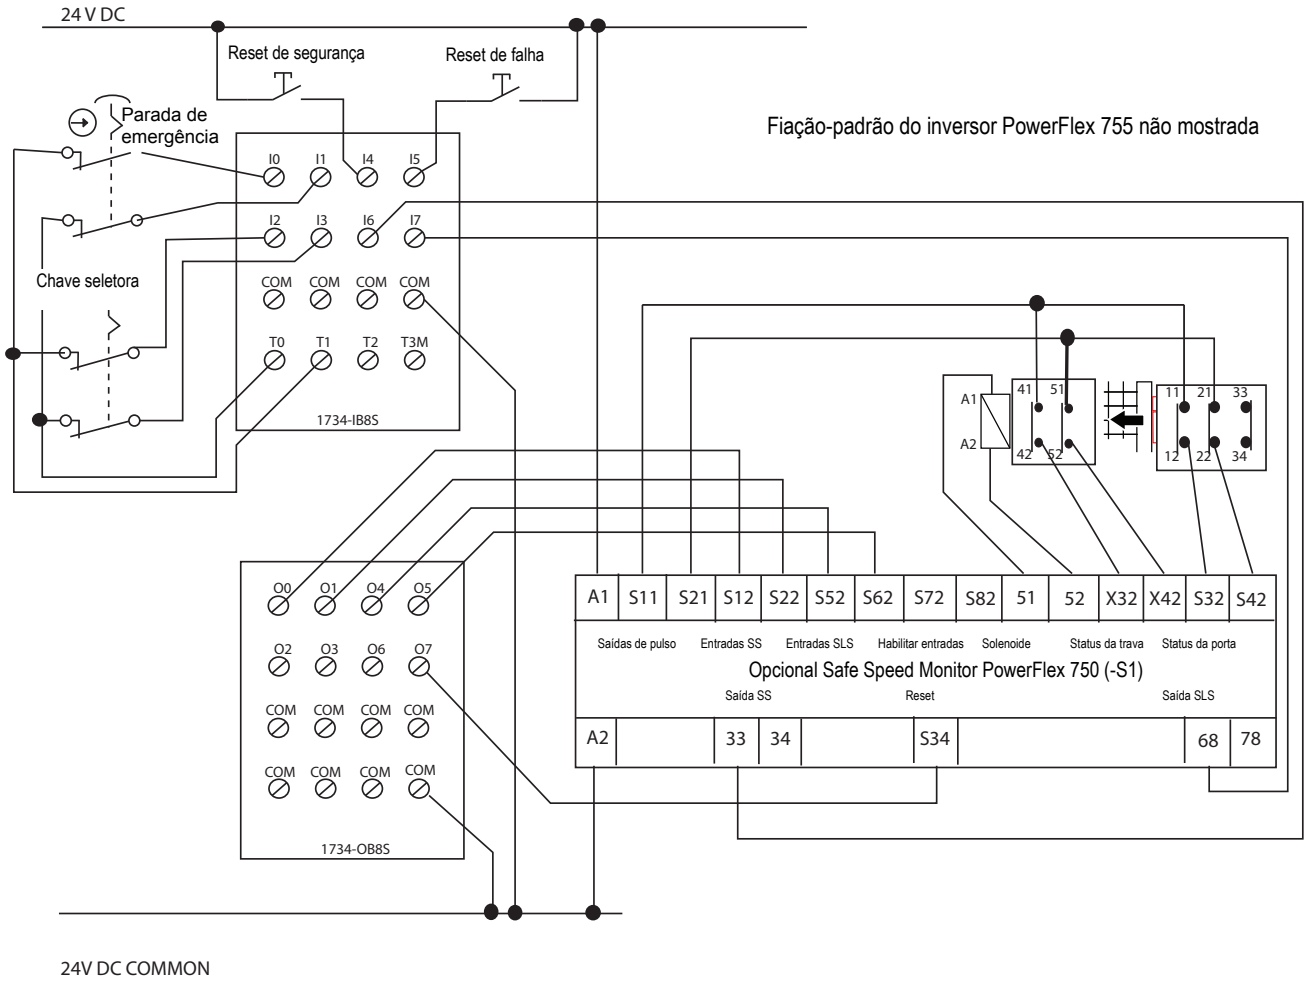 24 V DC
Reset de segurança
Reset de falha
Parada de
emergência
Fiação-padrão do inversor PowerFlex 755 não mostrada
I0 I1 I4 I5
I2 I3 I6 I7
Chave seletora
COM COM COM COM
T0 T1 T2 T3M
1734-IB8S
41 51
A1
A2
42 52
11 21 33
12 22 34
O0 O1 O4 O5
O2 O3 O6 O7
COM COM COM COM
COM COM COM COM
1734-OB8S
A1 S11 S21 S12 S22 S52 S62 S72 S82 51 52 X32 X42 S32 S42
Saídas de pulso Entradas SS Entradas SLS Habilitar entradas Solenoide Status da trava Status da porta
Opcional Safe Speed Monitor PowerFlex 750 (-S1)
Saída SS Reset Saída SLS
A2 33 34 S34 68 78
24V DC COMMON